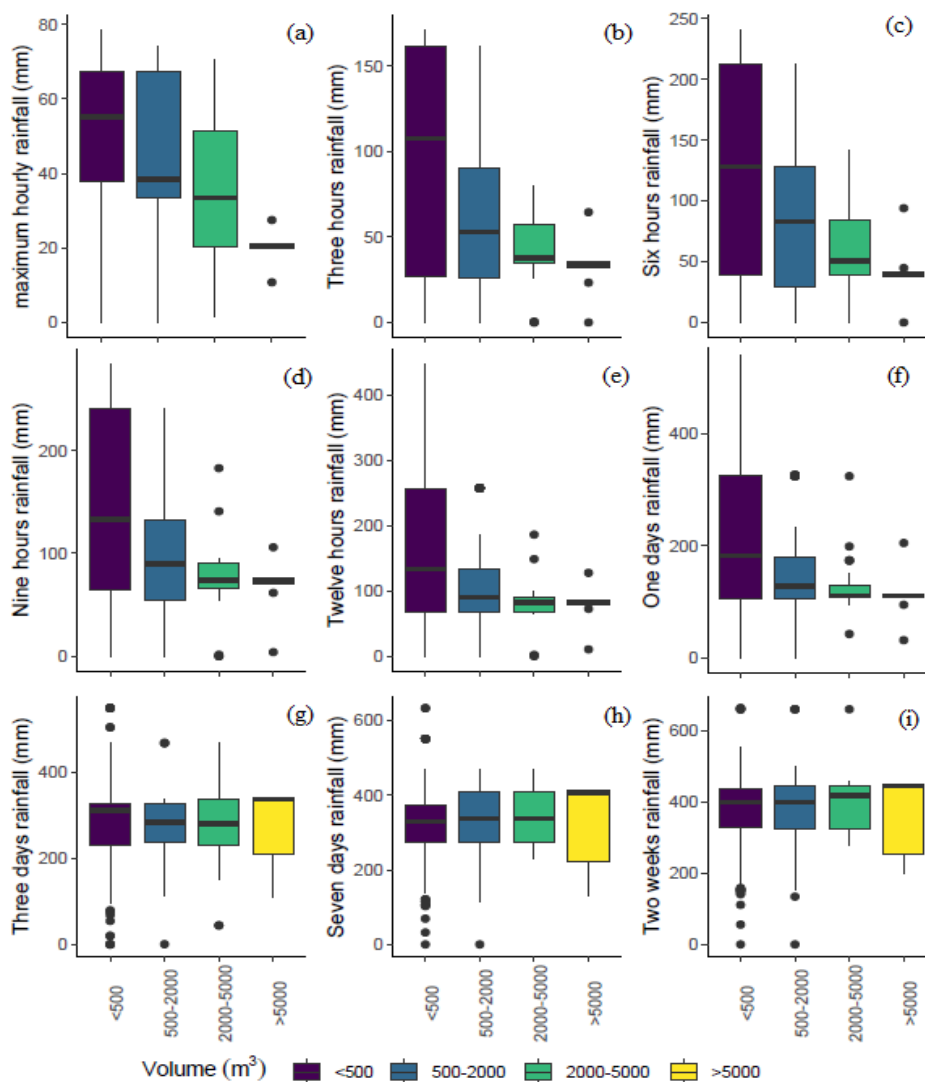 (a)
maximum hourly rainfall (mm)
80
60
40
20
0
(b)
Three hours rainfall (mm)
150
100
50
0
(c)
Six hours rainfall (mm)
250
200
150
100
50
0
(d)
Nine hours rainfall (mm)
200
100
0
(e)
Twelve hours rainfall (mm)
400
300
200
100
0
(f)
One days rainfall (mm)
400
200
0
(g)
Three days rainfall (mm)
400
200
0
(h)
Seven days rainfall (mm)
600
400
200
0
(i)
Two weeks rainfall (mm)
600
400
200
0
<500
500-2000
2000-5000
>5000
<500
500-2000
2000-5000
>5000
<500
500-2000
2000-5000
>5000
Volume (m³) <500 500-2000 2000-5000 >5000